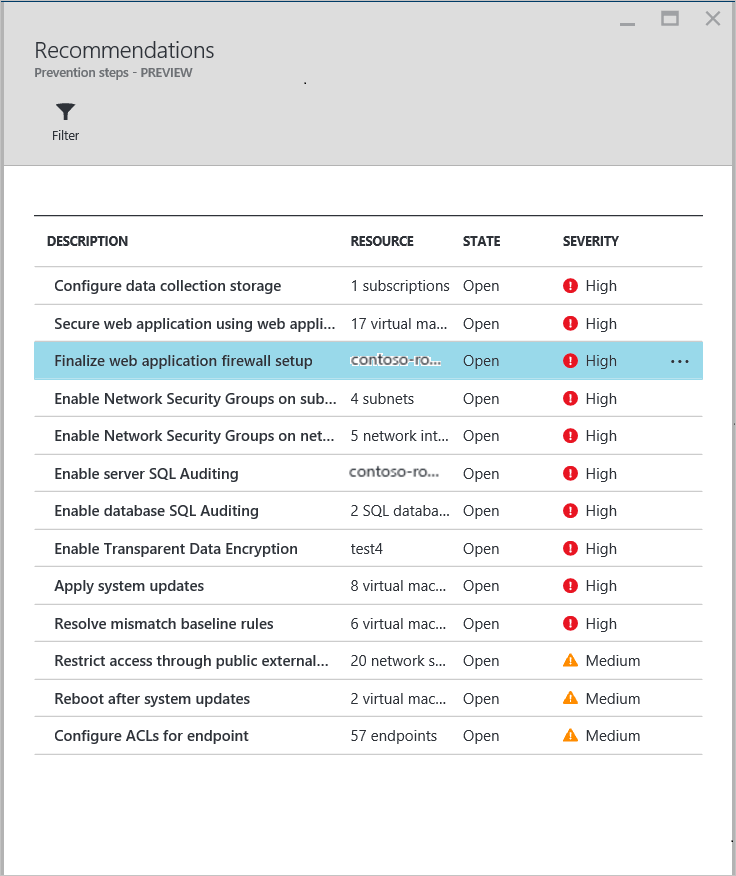 Recommendations
Prevention steps - PREVIEW
Filter
DESCRIPTION RESOURCE STATE SEVERITY
Configure data collection storage 1 subscriptions Open High
Secure web application using web appli... 17 virtual ma... Open High
Finalize web application firewall setup contoso-ro... Open High ...
Enable Network Security Groups on sub... 4 subnets Open High
Enable Network Security Groups on net... 5 network int... Open High
Enable server SQL Auditing contoso-ro... Open High
Enable database SQL Auditing 2 SQL databa... Open High
Enable Transparent Data Encryption test4 Open High
Apply system updates 8 virtual mac... Open High
Resolve mismatch baseline rules 6 virtual mac... Open High
Restrict access through public external... 20 network s... Open Medium
Reboot after system updates 2 virtual mac... Open Medium
Configure ACLs for endpoint 57 endpoints Open Medium